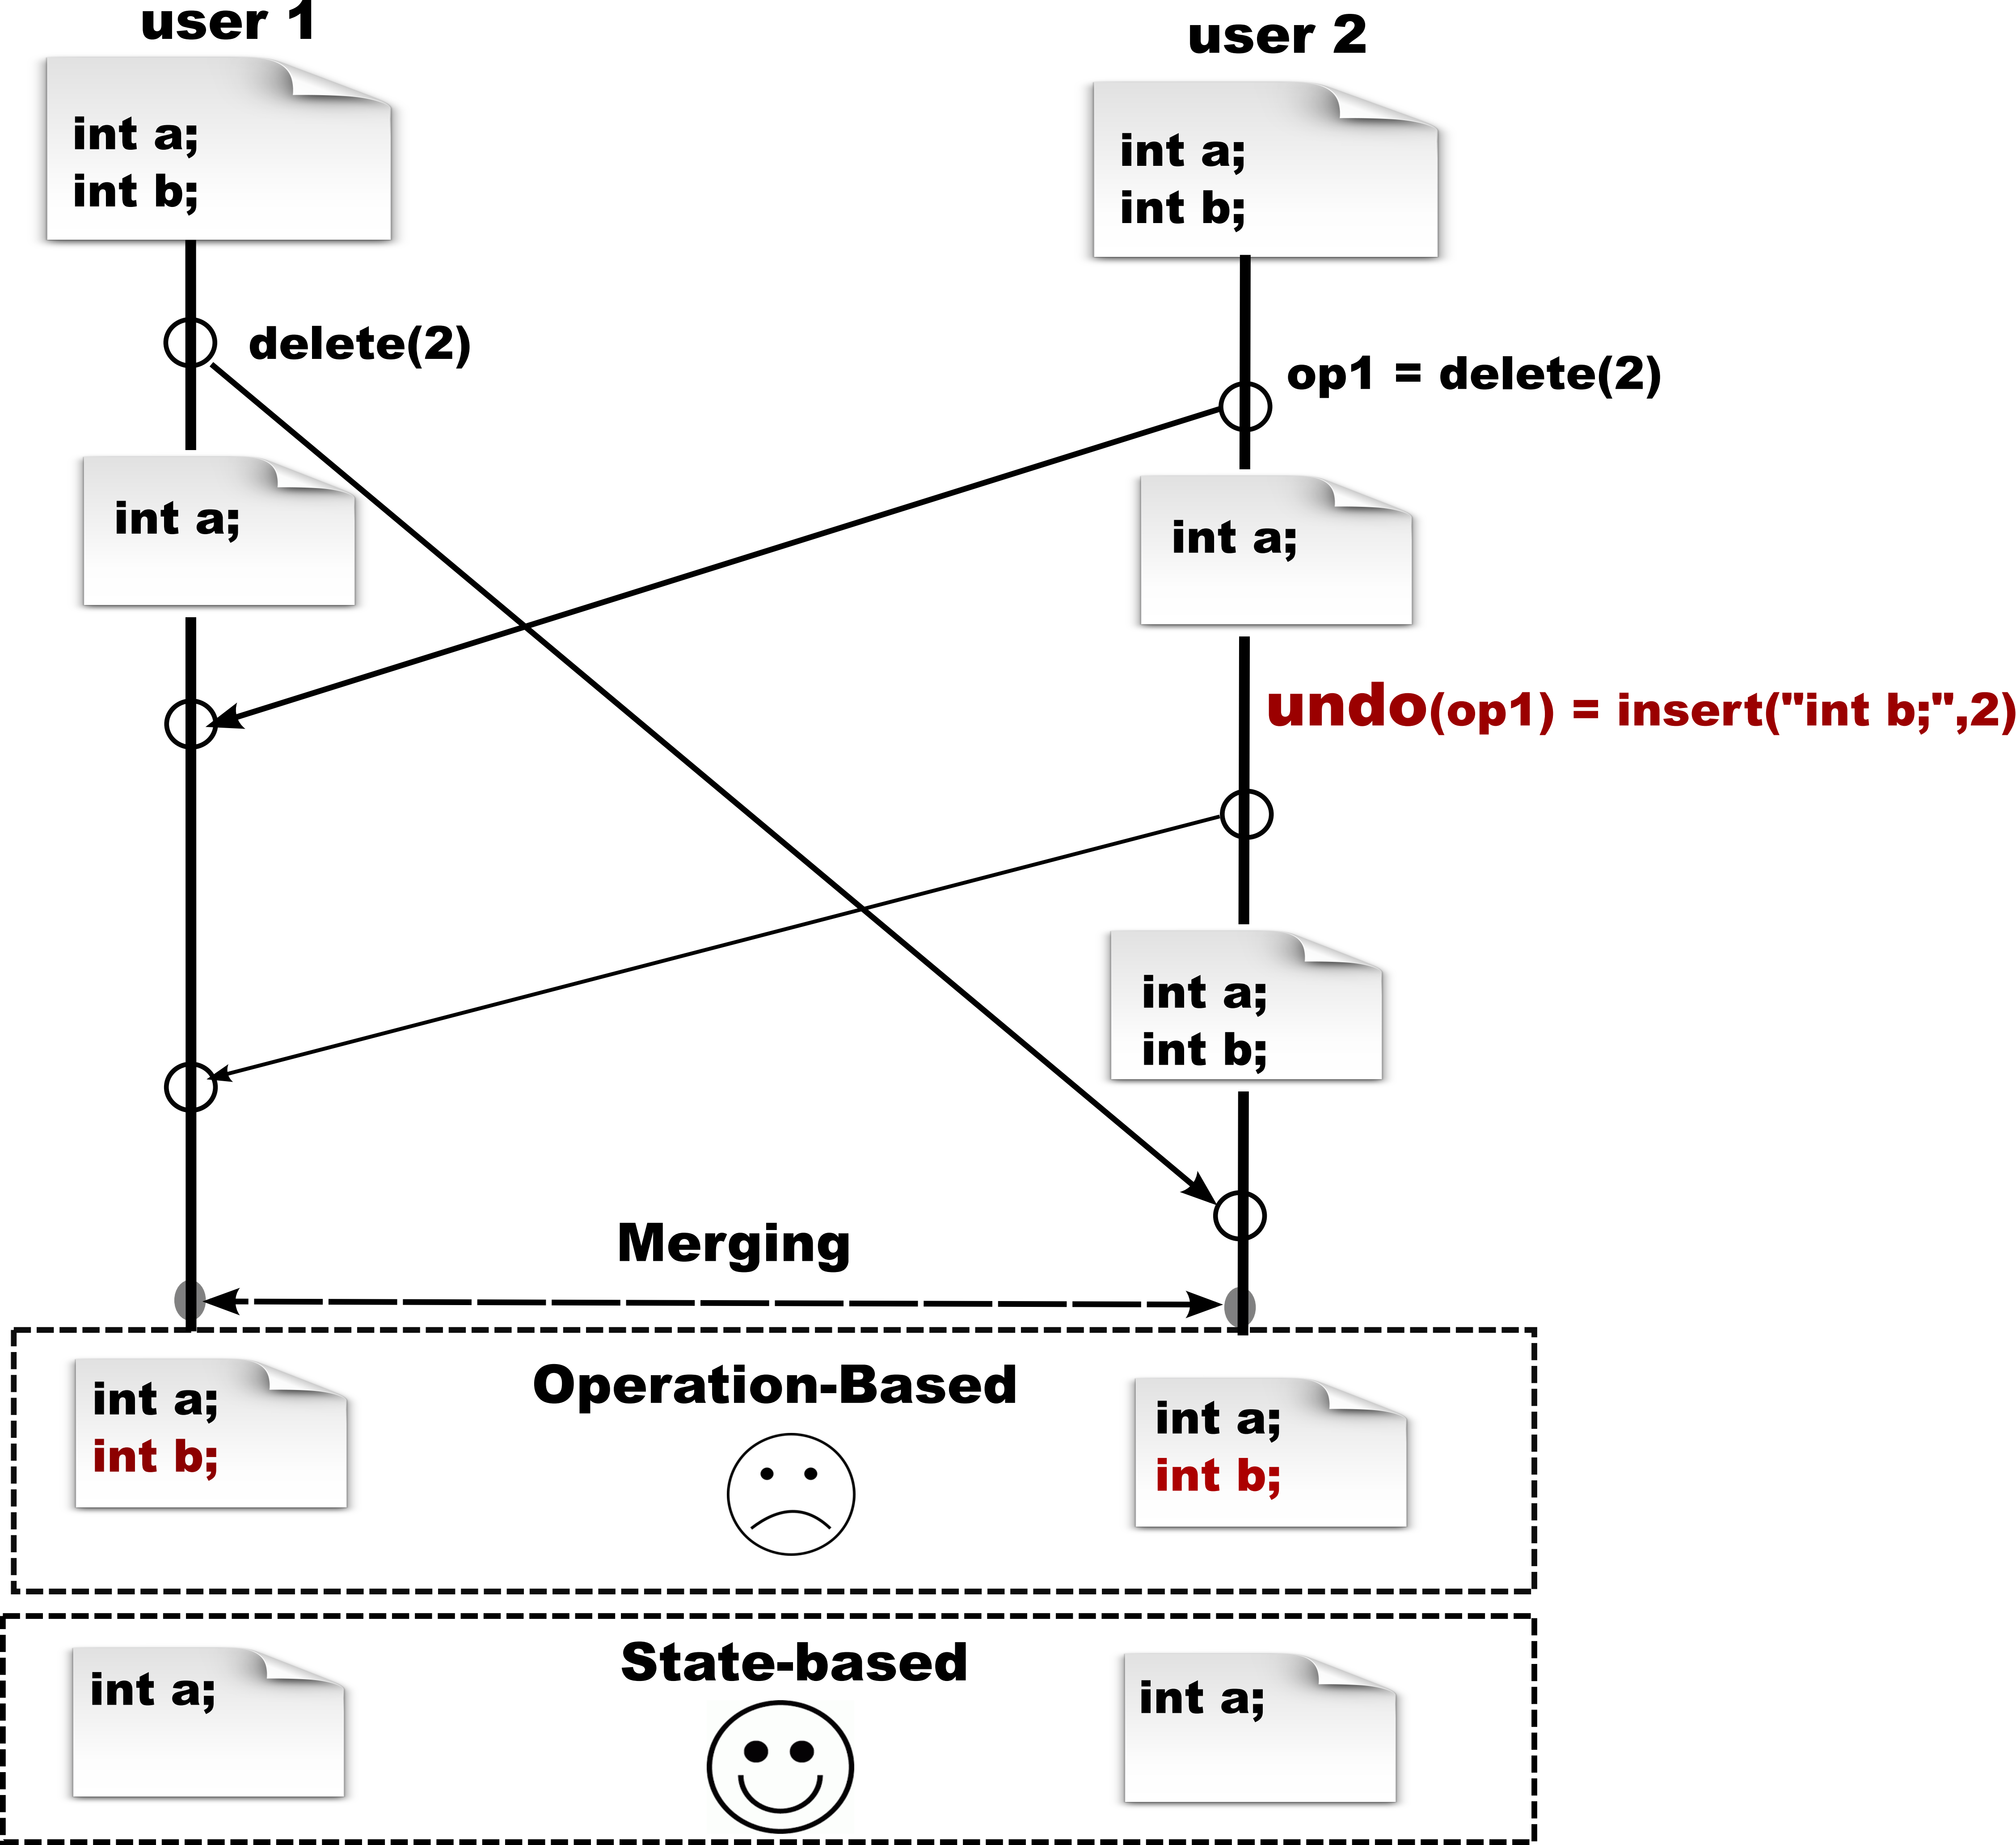 user 1
user 2
int a;
int b;
int a;
int b;
delete(2)
op1 = delete(2)
int a;
int a;
undo(op1) = insert("int b;",2)
int a;
int b;
Merging
Operation-Based
int a;
int b;
int a;
int b;
State-based
int a;
int a;